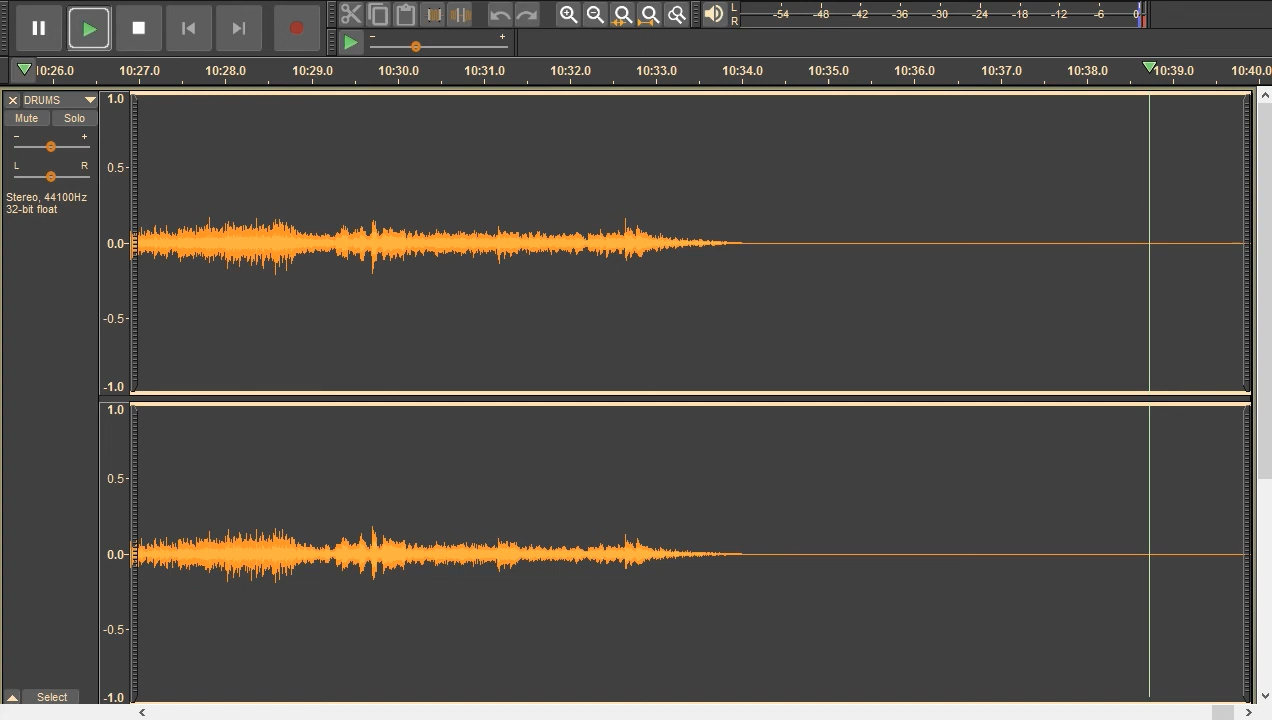 L
R
-54 -48 -42 -36 -30 -24 -18 -12 -6 0
- +
10:26.0 10:27.0 10:28.0 10:29.0 10:30.0 10:31.0 10:32.0 10:33.0 10:34.0 10:35.0 10:36.0 10:37.0 10:38.0 10:39.0 10:40.0
DRUMS
Mute Solo
- +
L R
Stereo, 44100Hz
32-bit float
1.0
0.5-
0.0-
-0.5-
-1.0
1.0
0.5-
0.0-
-0.5-
-1.0
Select